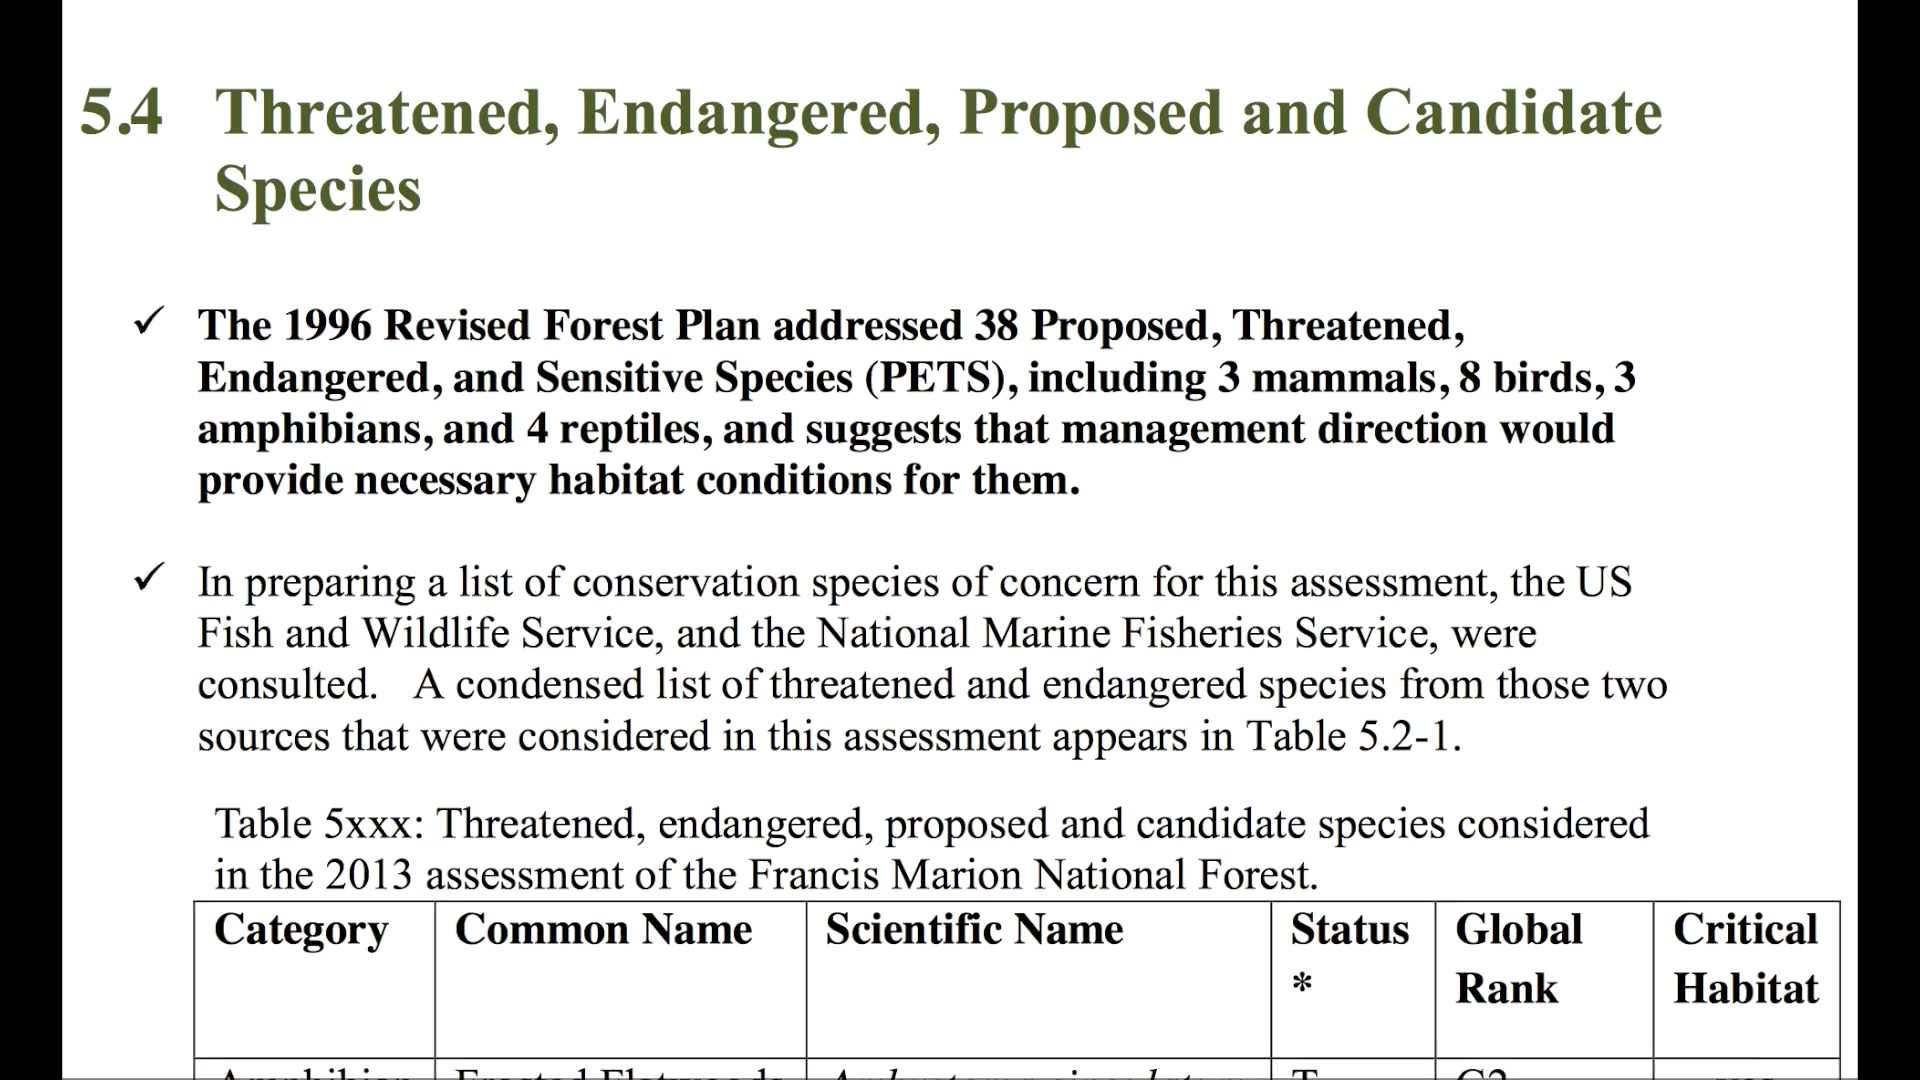 5.4 Threatened, Endangered, Proposed and Candidate
Species
✓ The 1996 Revised Forest Plan addressed 38 Proposed, Threatened,
Endangered, and Sensitive Species (PETS), including 3 mammals, 8 birds, 3
amphibians, and 4 reptiles, and suggests that management direction would
provide necessary habitat conditions for them.
✓ In preparing a list of conservation species of concern for this assessment, the US
Fish and Wildlife Service, and the National Marine Fisheries Service, were
consulted. A condensed list of threatened and endangered species from those two
sources that were considered in this assessment appears in Table 5.2-1.
Table 5xxx: Threatened, endangered, proposed and candidate species considered
in the 2013 assessment of the Francis Marion National Forest.
Category Common Name Scientific Name Status Global Critical
* Rank Habitat